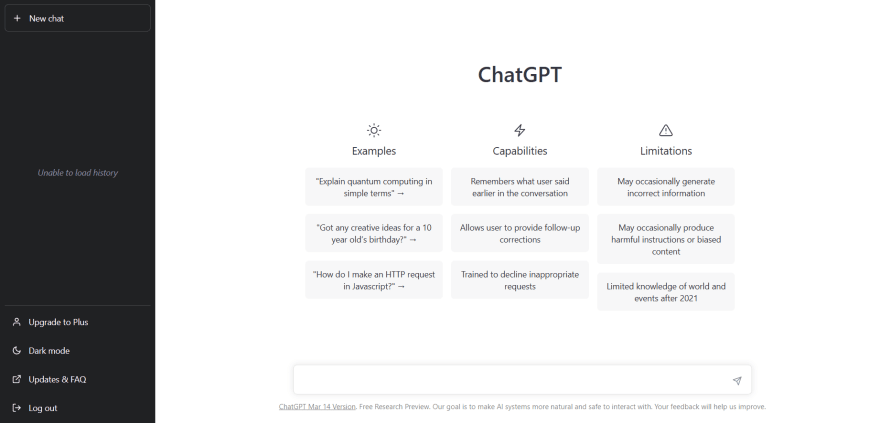 + New chat
Unable to load history
Upgrade to Plus
Dark mode
Updates & FAQ
Log out
ChatGPT
Examples
"Explain quantum computing in
simple terms" →
"Got any creative ideas for a 10
year old's birthday?" →
"How do I make an HTTP request
in Javascript?" →
Capabilities
Remembers what user said
earlier in the conversation
Allows user to provide follow-up
corrections
Trained to decline inappropriate
requests
Limitations
May occasionally generate
incorrect information
May occasionally produce
harmful instructions or biased
content
Limited knowledge of world and
events after 2021
ChatGPT Mar 14 Version. Free Research Preview. Our goal is to make AI systems more natural and safe to interact with. Your feedback will help us improve.